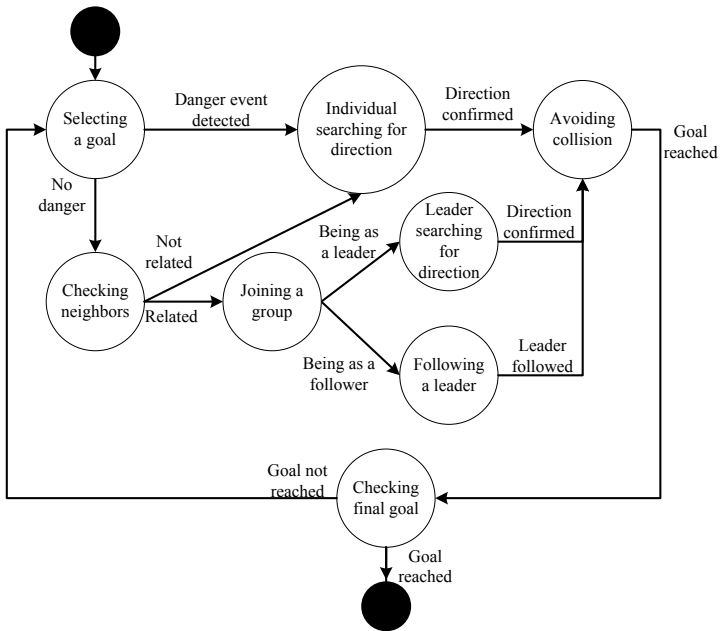 Selecting
a goal
Danger event
detected
Individual
searching for
direction
Direction
confirmed
Avoiding
collision
Goal
reached
No
danger
Not
related
Being as
a leader
Leader
searching
for
direction
Direction
confirmed
Checking
neighbors
Related
Joining a
group
Being as a
follower
Following
a leader
Leader
followed
Goal not
reached
Checking
final goal
Goal
reached